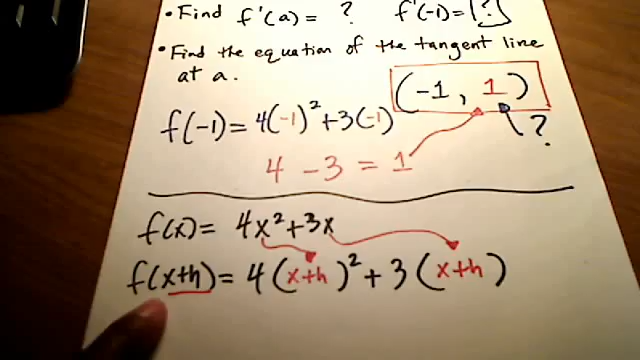 • Find f'(a) = ? f'(-1) = ?
• Find the equation of the tangent line
at a.
(-1, 1)
f(-1) = 4(-1)² + 3(-1)
?
4 - 3 = 1
f(x) = 4x² + 3x
f(x+h) = 4(x+h)² + 3(x+h)